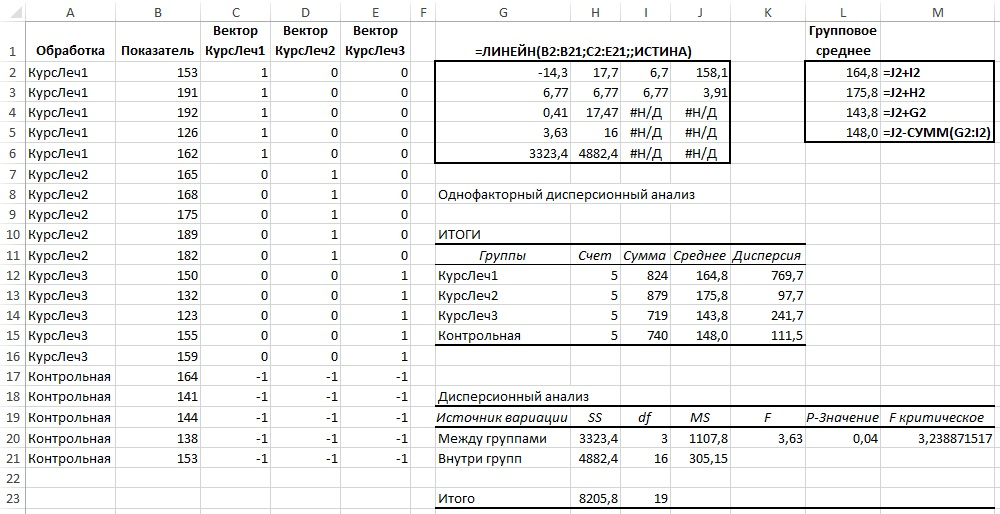 A B C D E F G H I J K L M
Вектор Вектор Вектор Групповое
1 Обработка Показатель КурсЛеч1 КурсЛеч2 КурсЛеч3 =ЛИНЕЙН(B2:B21;C2:E21;;ИСТИНА) среднее
2 КурсЛеч1 153 1 0 0 -14,3 17,7 6,7 158,1 164,8 =J2+I2
3 КурсЛеч1 191 1 0 0 6,77 6,77 6,77 3,91 175,8 =J2+H2
4 КурсЛеч1 192 1 0 0 0,41 17,47 #Н/Д #Н/Д 143,8 =J2+G2
5 КурсЛеч1 126 1 0 0 3,63 16 #Н/Д #Н/Д 148,0 =J2-СУММ(G2:I2)
6 КурсЛеч1 162 1 0 0 3323,4 4882,4 #Н/Д #Н/Д
7 КурсЛеч2 165 0 1 0
8 КурсЛеч2 168 0 1 0 Однофакторный дисперсионный анализ
9 КурсЛеч2 175 0 1 0
10 КурсЛеч2 189 0 1 0 ИТОГИ
11 КурсЛеч2 182 0 1 0 Группы Счет Сумма Среднее Дисперсия
12 КурсЛеч3 150 0 0 1 КурсЛеч1 5 824 164,8 769,7
13 КурсЛеч3 132 0 0 1 КурсЛеч2 5 879 175,8 97,7
14 КурсЛеч3 123 0 0 1 КурсЛеч3 5 719 143,8 241,7
15 КурсЛеч3 155 0 0 1 Контрольная 5 740 148,0 111,5
16 КурсЛеч3 159 0 0 1
17 Контрольная 164 -1 -1 -1
18 Контрольная 141 -1 -1 -1 Дисперсионный анализ
19 Контрольная 144 -1 -1 -1 Источник вариации SS df MS F P-Значение F критическое
20 Контрольная 138 -1 -1 -1 Между группами 3323,4 3 1107,8 3,63 0,04 3,238871517
21 Контрольная 153 -1 -1 -1 Внутри групп 4882,4 16 305,15
22
23 Итого 8205,8 19